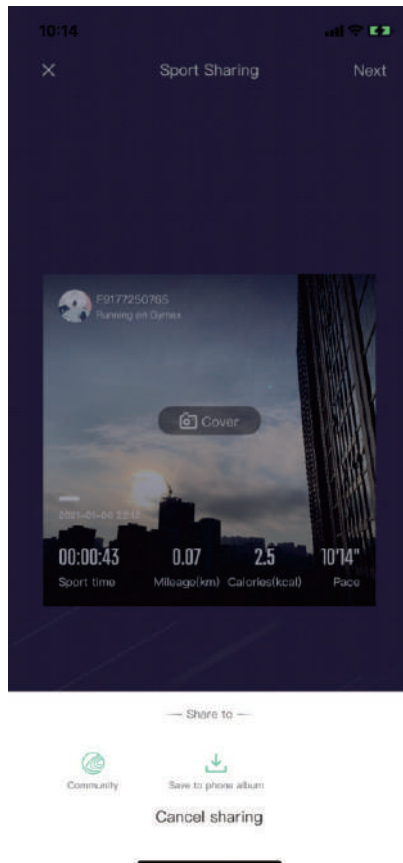 10:14
Sport Sharing
Next
F9177250765
Running on Gymax
Cover
2021-01-06 22:12
00:00:43
0.07
2.5
10'14"
Sport time
Mileage(km)
Calories(kcal)
Pace
Share to
Community
Save to phone album
Cancel sharing